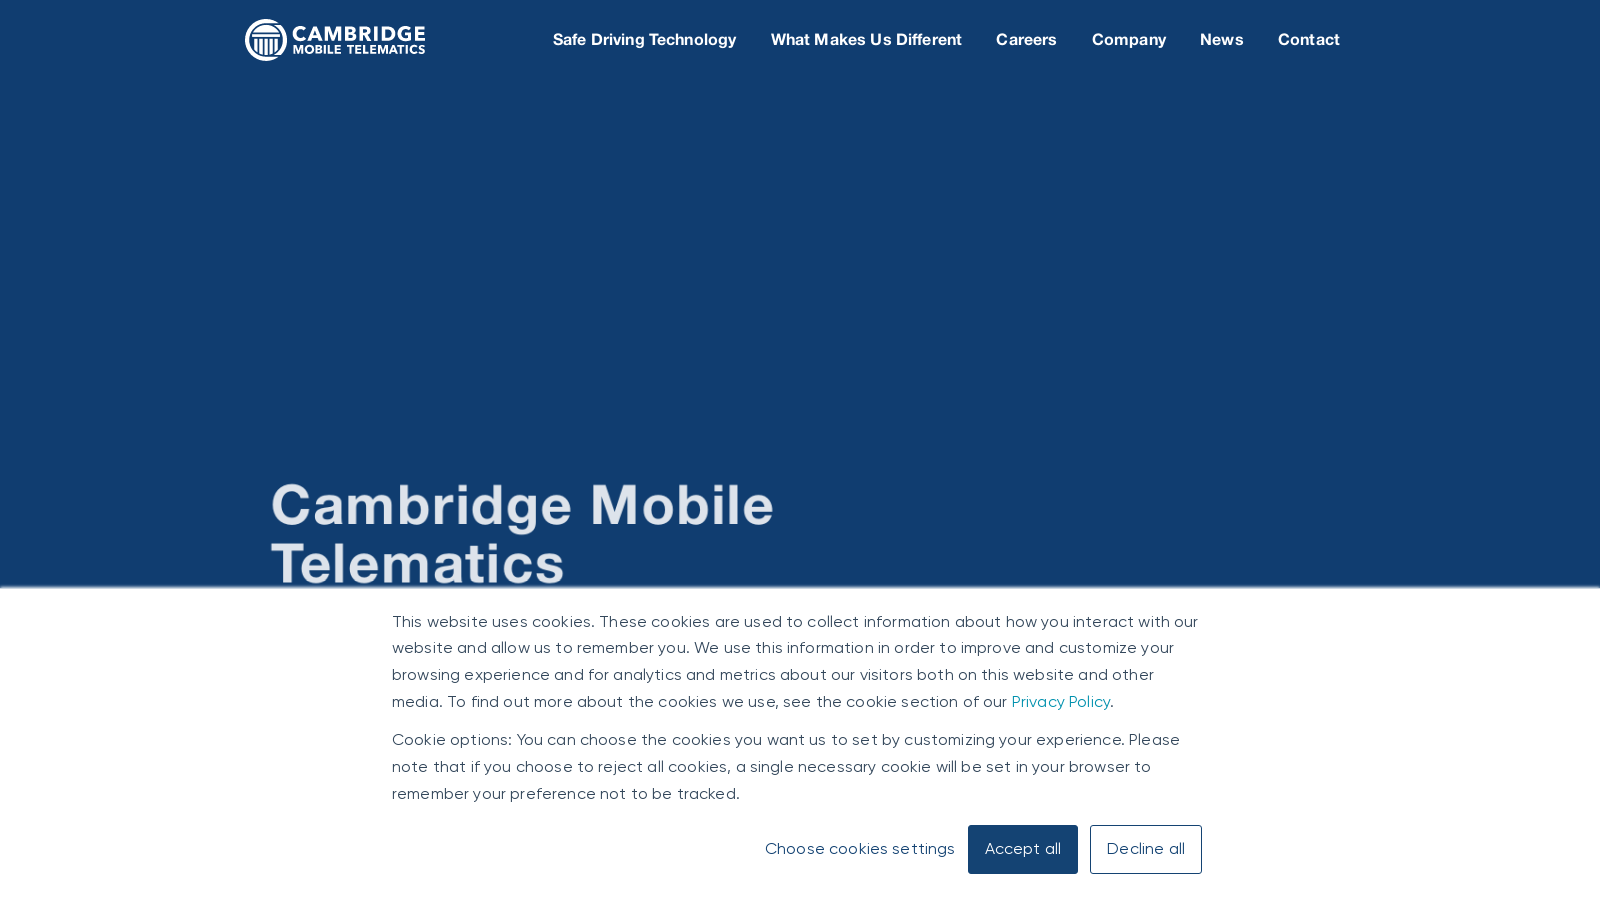 CAMBRIDGE
MOBILE TELEMATICS
Safe Driving Technology
What Makes Us Different
Careers
Company
News
Contact
Cambridge Mobile
Telematics
This website uses cookies. These cookies are used to collect information about how you interact with our
website and allow us to remember you. We use this information in order to improve and customize your
browsing experience and for analytics and metrics about our visitors both on this website and other
media. To find out more about the cookies we use, see the cookie section of our Privacy Policy.
Cookie options: You can choose the cookies you want us to set by customizing your experience. Please
note that if you choose to reject all cookies, a single necessary cookie will be set in your browser to
remember your preference not to be tracked.
Choose cookies settings
Accept all
Decline all